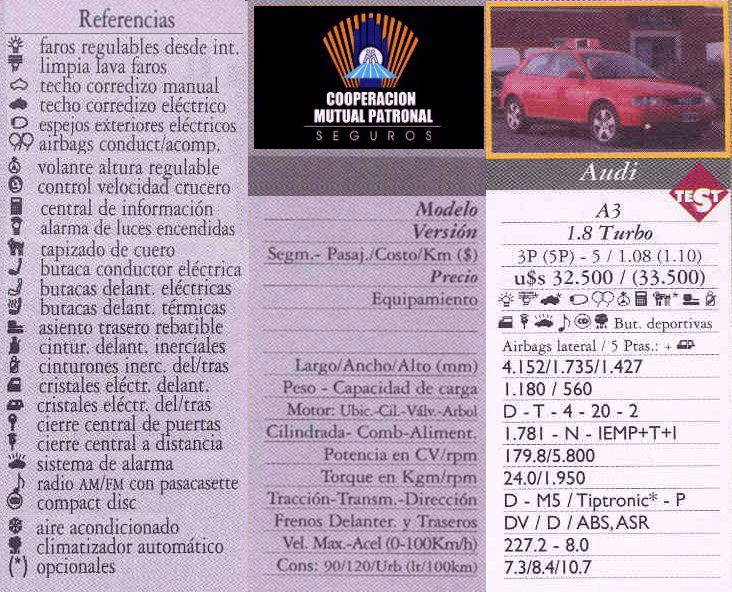 Referencias
faros regulables desde int.
limpia lava faros
techo corredizo manual
techo corredizo eléctrico
espejos exteriores eléctricos
airbags conduct/acomp.
volante altura regulable
control velocidad crucero
central de información
alarma de luces encendidas
tapizado de cuero
butaca conductor eléctrica
butacas delant. eléctricas
butacas delant. térmicas
asiento trasero rebatible
cintur. delant. inerciales
cinturones inerc. del/tras
cristales eléctr. delant.
cristales eléctr. del/tras
cierre central de puertas
cierre central a distancia
sistema de alarma
radio AM/FM con pasacasette
compact disc
aire acondicionado
climatizador automático
(*) opcionales
COOPERACION
MUTUAL PATRONAL
SEGUROS
Modelo
Versión
Segm.- Pasaj./Costo/Km ($)
Precio
Equipamiento
Largo/Ancho/Alto (mm)
Peso - Capacidad de carga
Motor: Ubic.-Cil.-Válv.-Arbol
Cilindrada- Comb-Aliment.
Potencia en CV/rpm
Torque en Kgm/rpm
Tracción-Transm.-Dirección
Frenos Delanter. y Traseros
Vel. Max.-Acel (0-100Km/h)
Cons: 90/120/Urb (lt/100km)
Audi
TEST
A3
1.8 Turbo
3P (5P) - 5 / 1.08 (1.10)
u$s 32.500 / (33.500)
* *
But. deportivas
Airbags lateral / 5 Ptas.: +
4.152/1.735/1.427
1.180 / 560
D - T - 4 - 20 - 2
1.781 - N - IEMP+T+I
179.8/5.800
24.0/1.950
D - M5 / Tiptronic* - P
DV / D / ABS, ASR
227.2 - 8.0
7.3/8.4/10.7